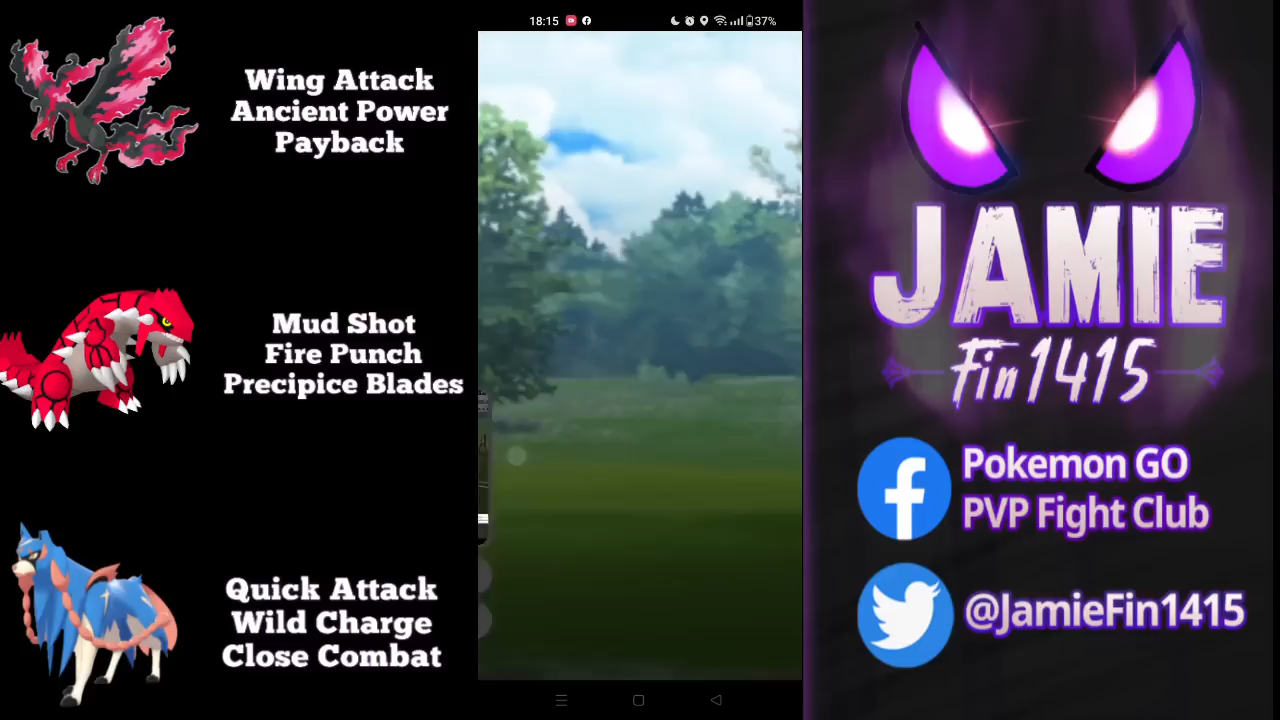 Wing Attack
Ancient Power
Payback
Mud Shot
Fire Punch
Precipice Blades
Quick Attack
Wild Charge
Close Combat
18:15
37%
JAMIE
Fin1415
Pokemon GO
PVP Fight Club
@JamieFin1415